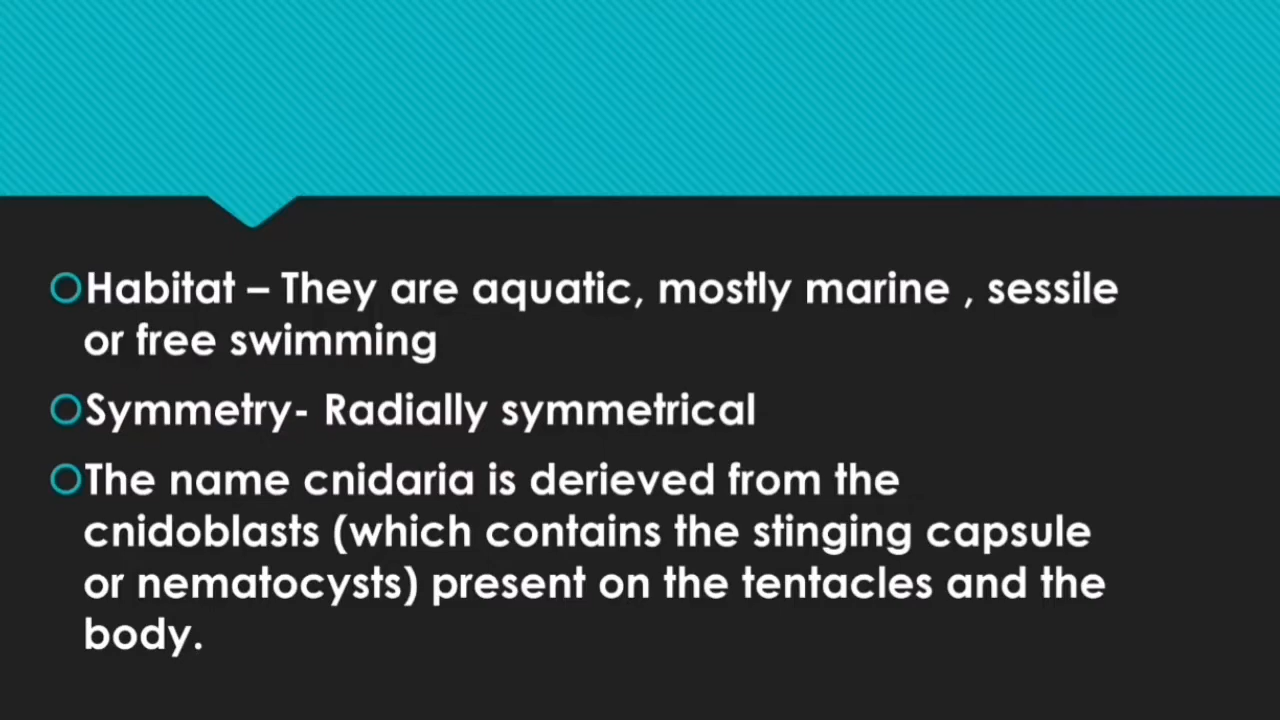 Habitat – They are aquatic, mostly marine , sessile
or free swimming
Symmetry- Radially symmetrical
The name cnidaria is derieved from the
cnidoblasts (which contains the stinging capsule
or nematocysts) present on the tentacles and the
body.